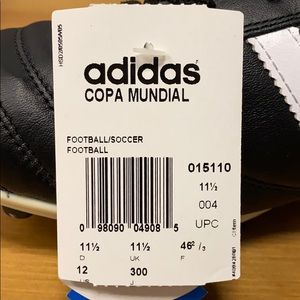 adidas
COPA MUNDIAL
FOOTBALL/SOCCER
FOOTBALL
015110
11½
004
UPC
0 98090 04908 5
11½ 11½ 46² /₃
D UK F
12 300
US J